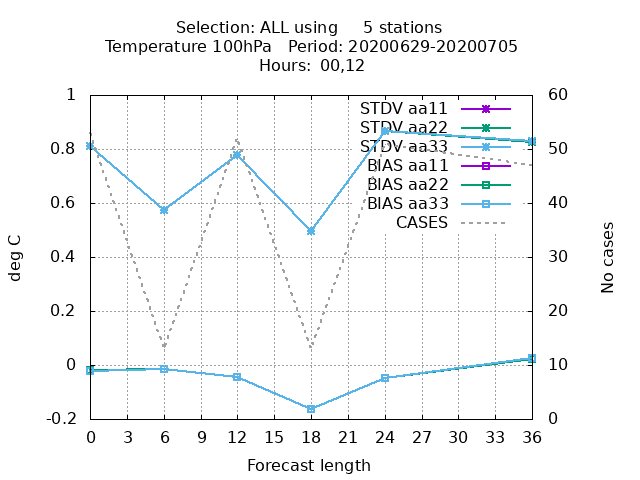 Selection: ALL using     5 stations
Temperature 100hPa   Period: 20200629-20200705
Hours:  00,12
1
0.8
0.6
0.4
0.2
0
-0.2
deg C
60
50
40
30
20
10
0
No cases
STDV aa11
STDV aa22
STDV aa33
BIAS aa11
BIAS aa22
BIAS aa33
CASES
0 3 6 9 12 15 18 21 24 27 30 33 36
Forecast length